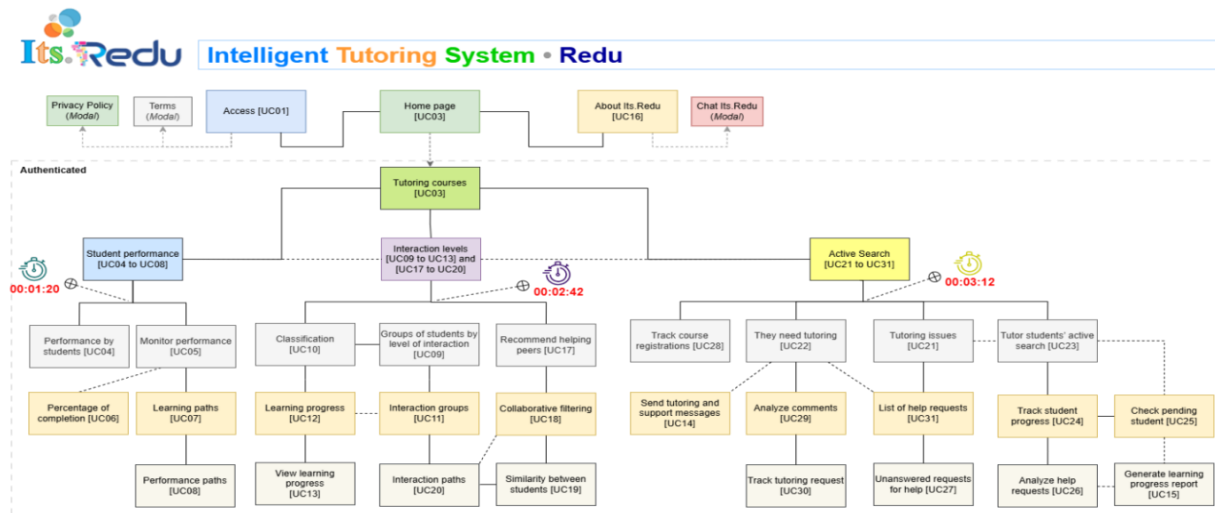 Its.Redu
Intelligent Tutoring System • Redu
Privacy Policy
(Modal)
Terms
(Modal)
Access [UC01]
Home page
[UC03]
About Its.Redu
[UC16]
Chat Its.Redu
(Modal)
Authenticated
Tutoring courses
[UC03]
Student performance
[UC04 to UC08]
Interaction levels
[UC09 to UC13] and
[UC17 to UC20]
Active Search
[UC21 to UC31]
00:01:20
00:02:42
00:03:12
Performance by
students [UC04]
Monitor performance
[UC05]
Classification
[UC10]
Groups of students by
level of interaction
[UC09]
Recommend helping
peers [UC17]
Track course
registrations [UC28]
They need tutoring
[UC22]
Tutoring issues
[UC21]
Tutor students' active
search [UC23]
Percentage of
completion [UC06]
Learning paths
[UC07]
Learning progress
[UC12]
Interaction groups
[UC11]
Collaborative filtering
[UC18]
Send tutoring and
support messages
[UC14]
Analyze comments
[UC29]
List of help requests
[UC31]
Track student
progress [UC24]
Check pending
student [UC25]
Performance paths
[UC08]
View learning
progress
[UC13]
Interaction paths
[UC20]
Similarity between
students [UC19]
Track tutoring request
[UC30]
Unanswered requests
for help [UC27]
Analyze help
requests [UC26]
Generate learning
progress report
[UC15]